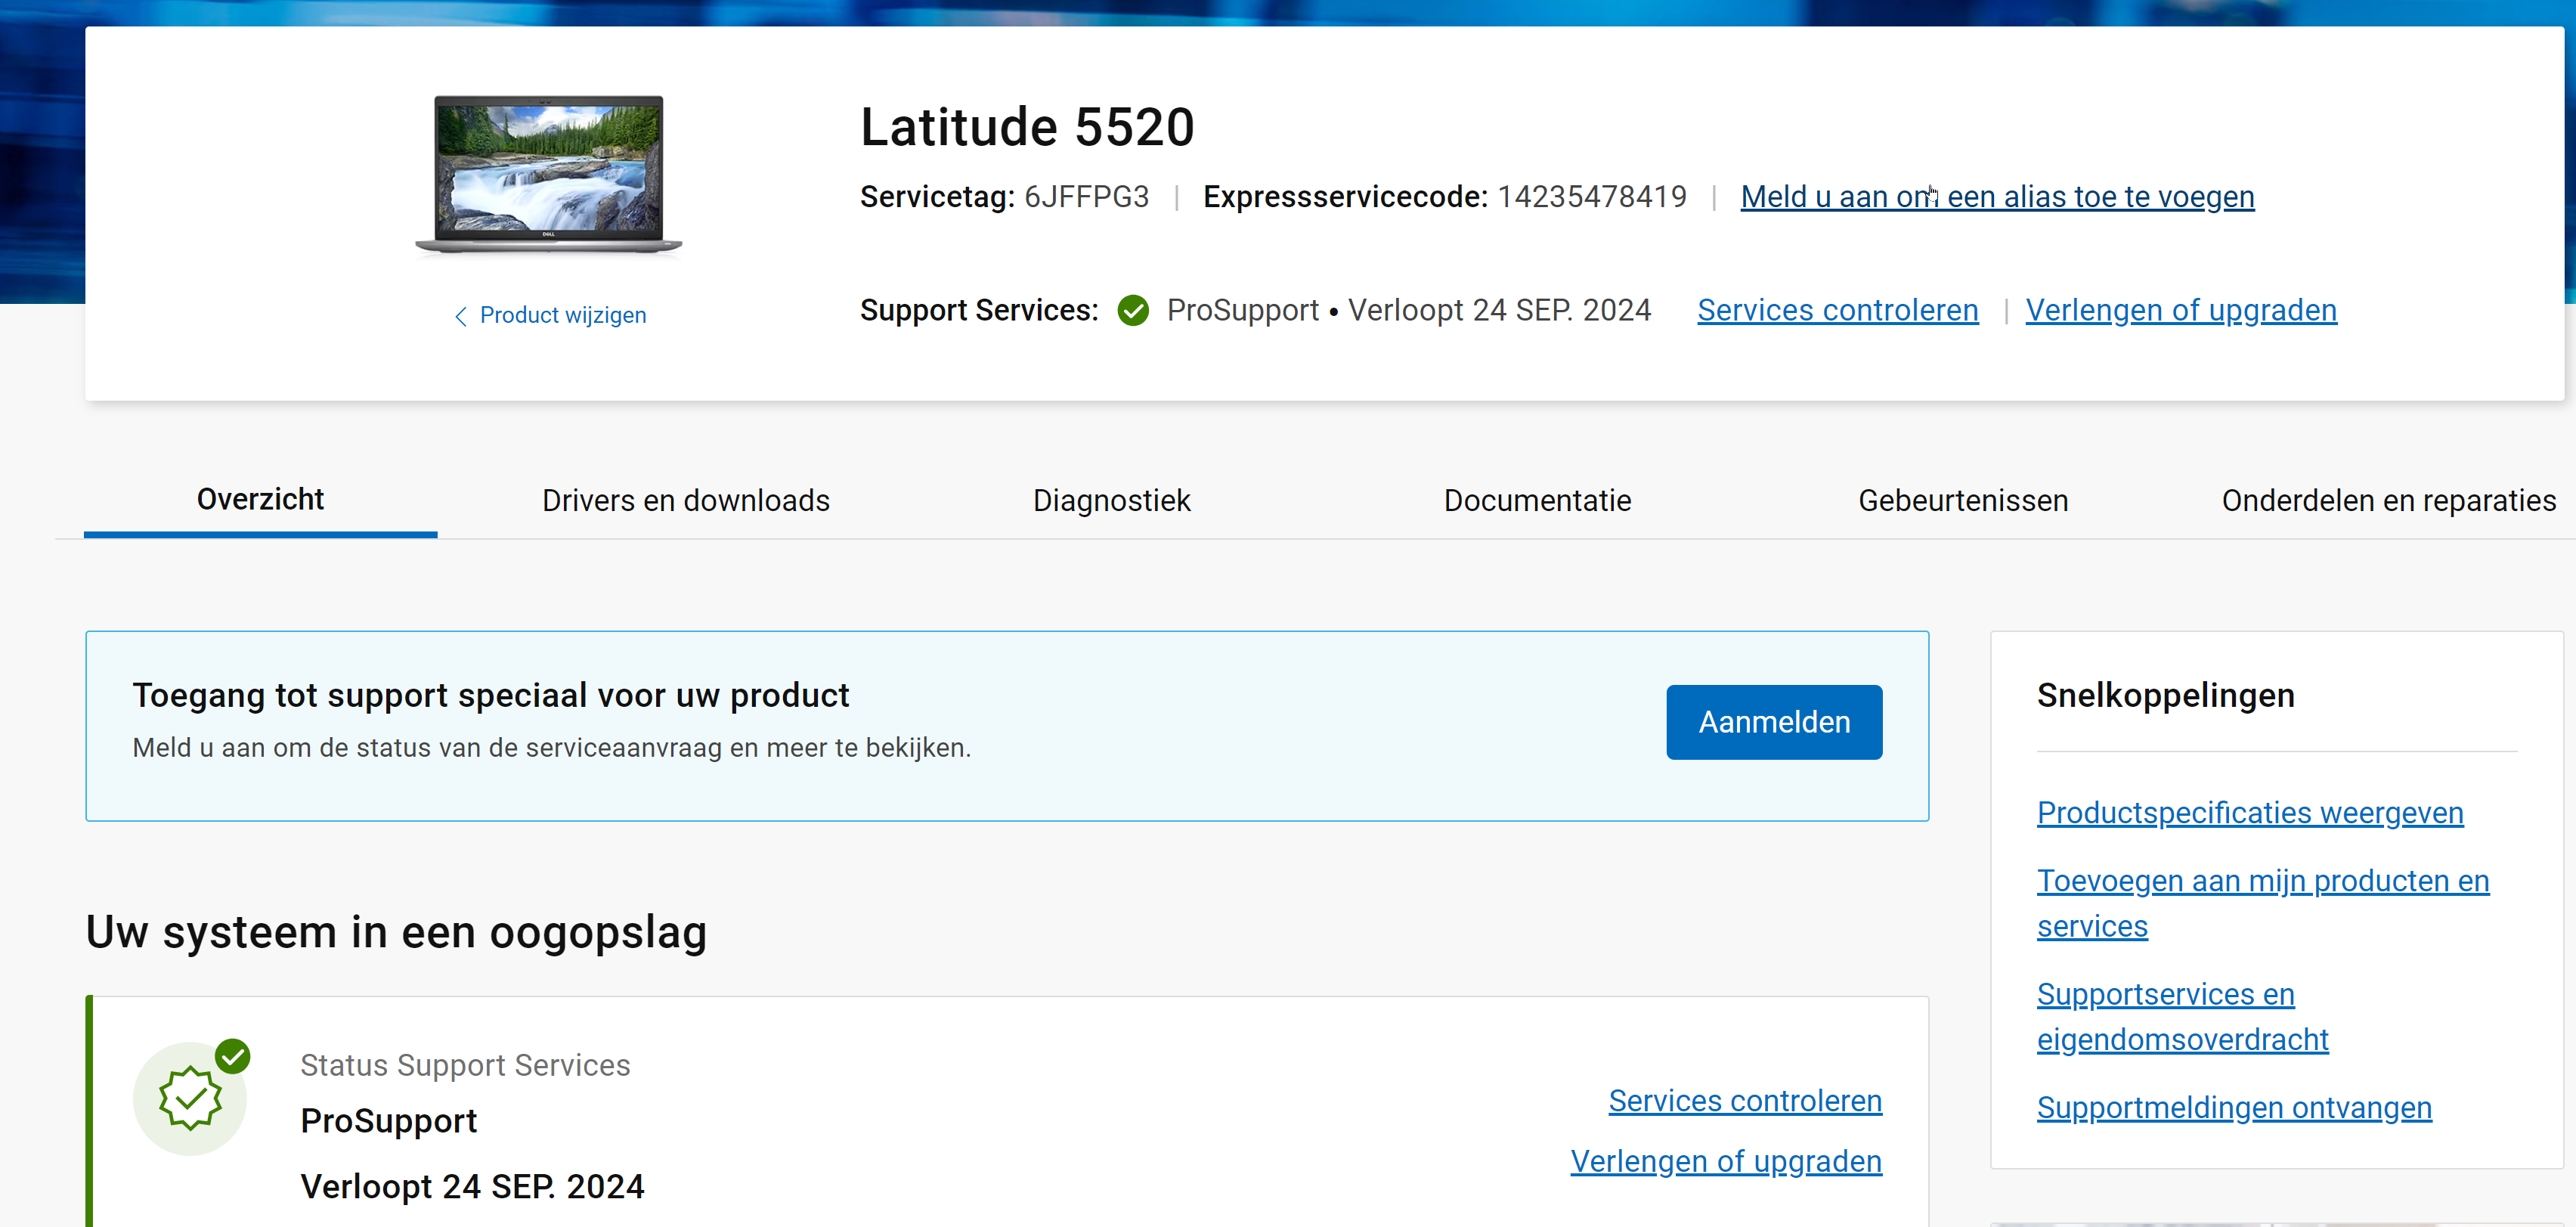 Latitude 5520
Servicetag: 6JFFPG3 | Expressservicecode: 14235478419 | Meld u aan om een alias toe te voegen
Support Services: ProSupport • Verloopt 24 SEP. 2024 Services controleren | Verlengen of upgraden
DELL
Product wijzigen
Overzicht Drivers en downloads Diagnostiek Documentatie Gebeurtenissen Onderdelen en reparaties
Toegang tot support speciaal voor uw product
Meld u aan om de status van de serviceaanvraag en meer te bekijken.
Aanmelden
Uw systeem in een oogopslag
Status Support Services
ProSupport
Verloopt 24 SEP. 2024
Services controleren
Verlengen of upgraden
Snelkoppelingen
Productspecificaties weergeven
Toevoegen aan mijn producten en
services
Supportservices en
eigendomsoverdracht
Supportmeldingen ontvangen